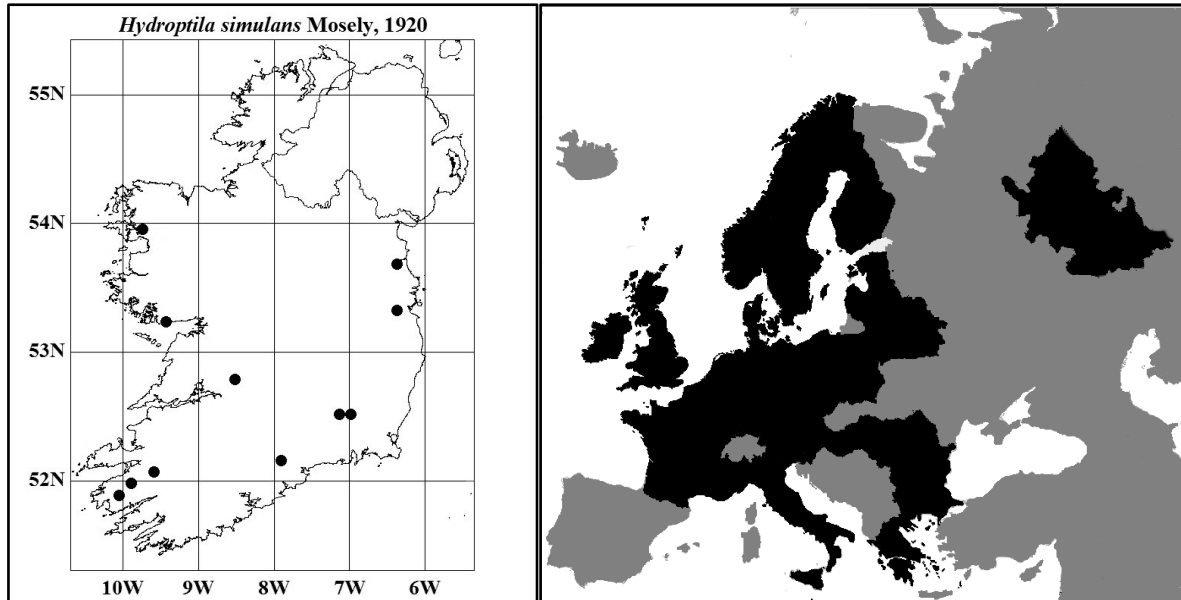 Hydroptila simulans Mosely, 1920
55N
54N
53N
52N
10W 9W 8W 7W 6W